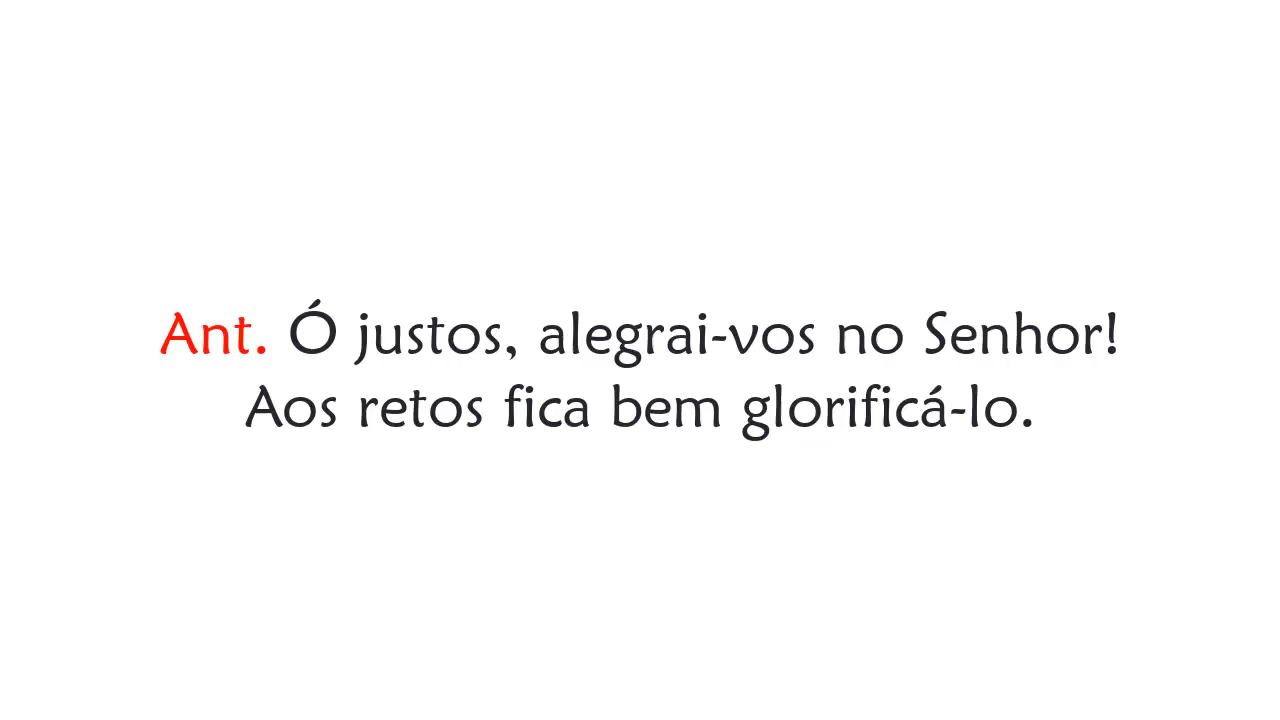 Ant. Ó justos, alegrai-vos no Senhor!
Aos retos fica bem glorificá-lo.